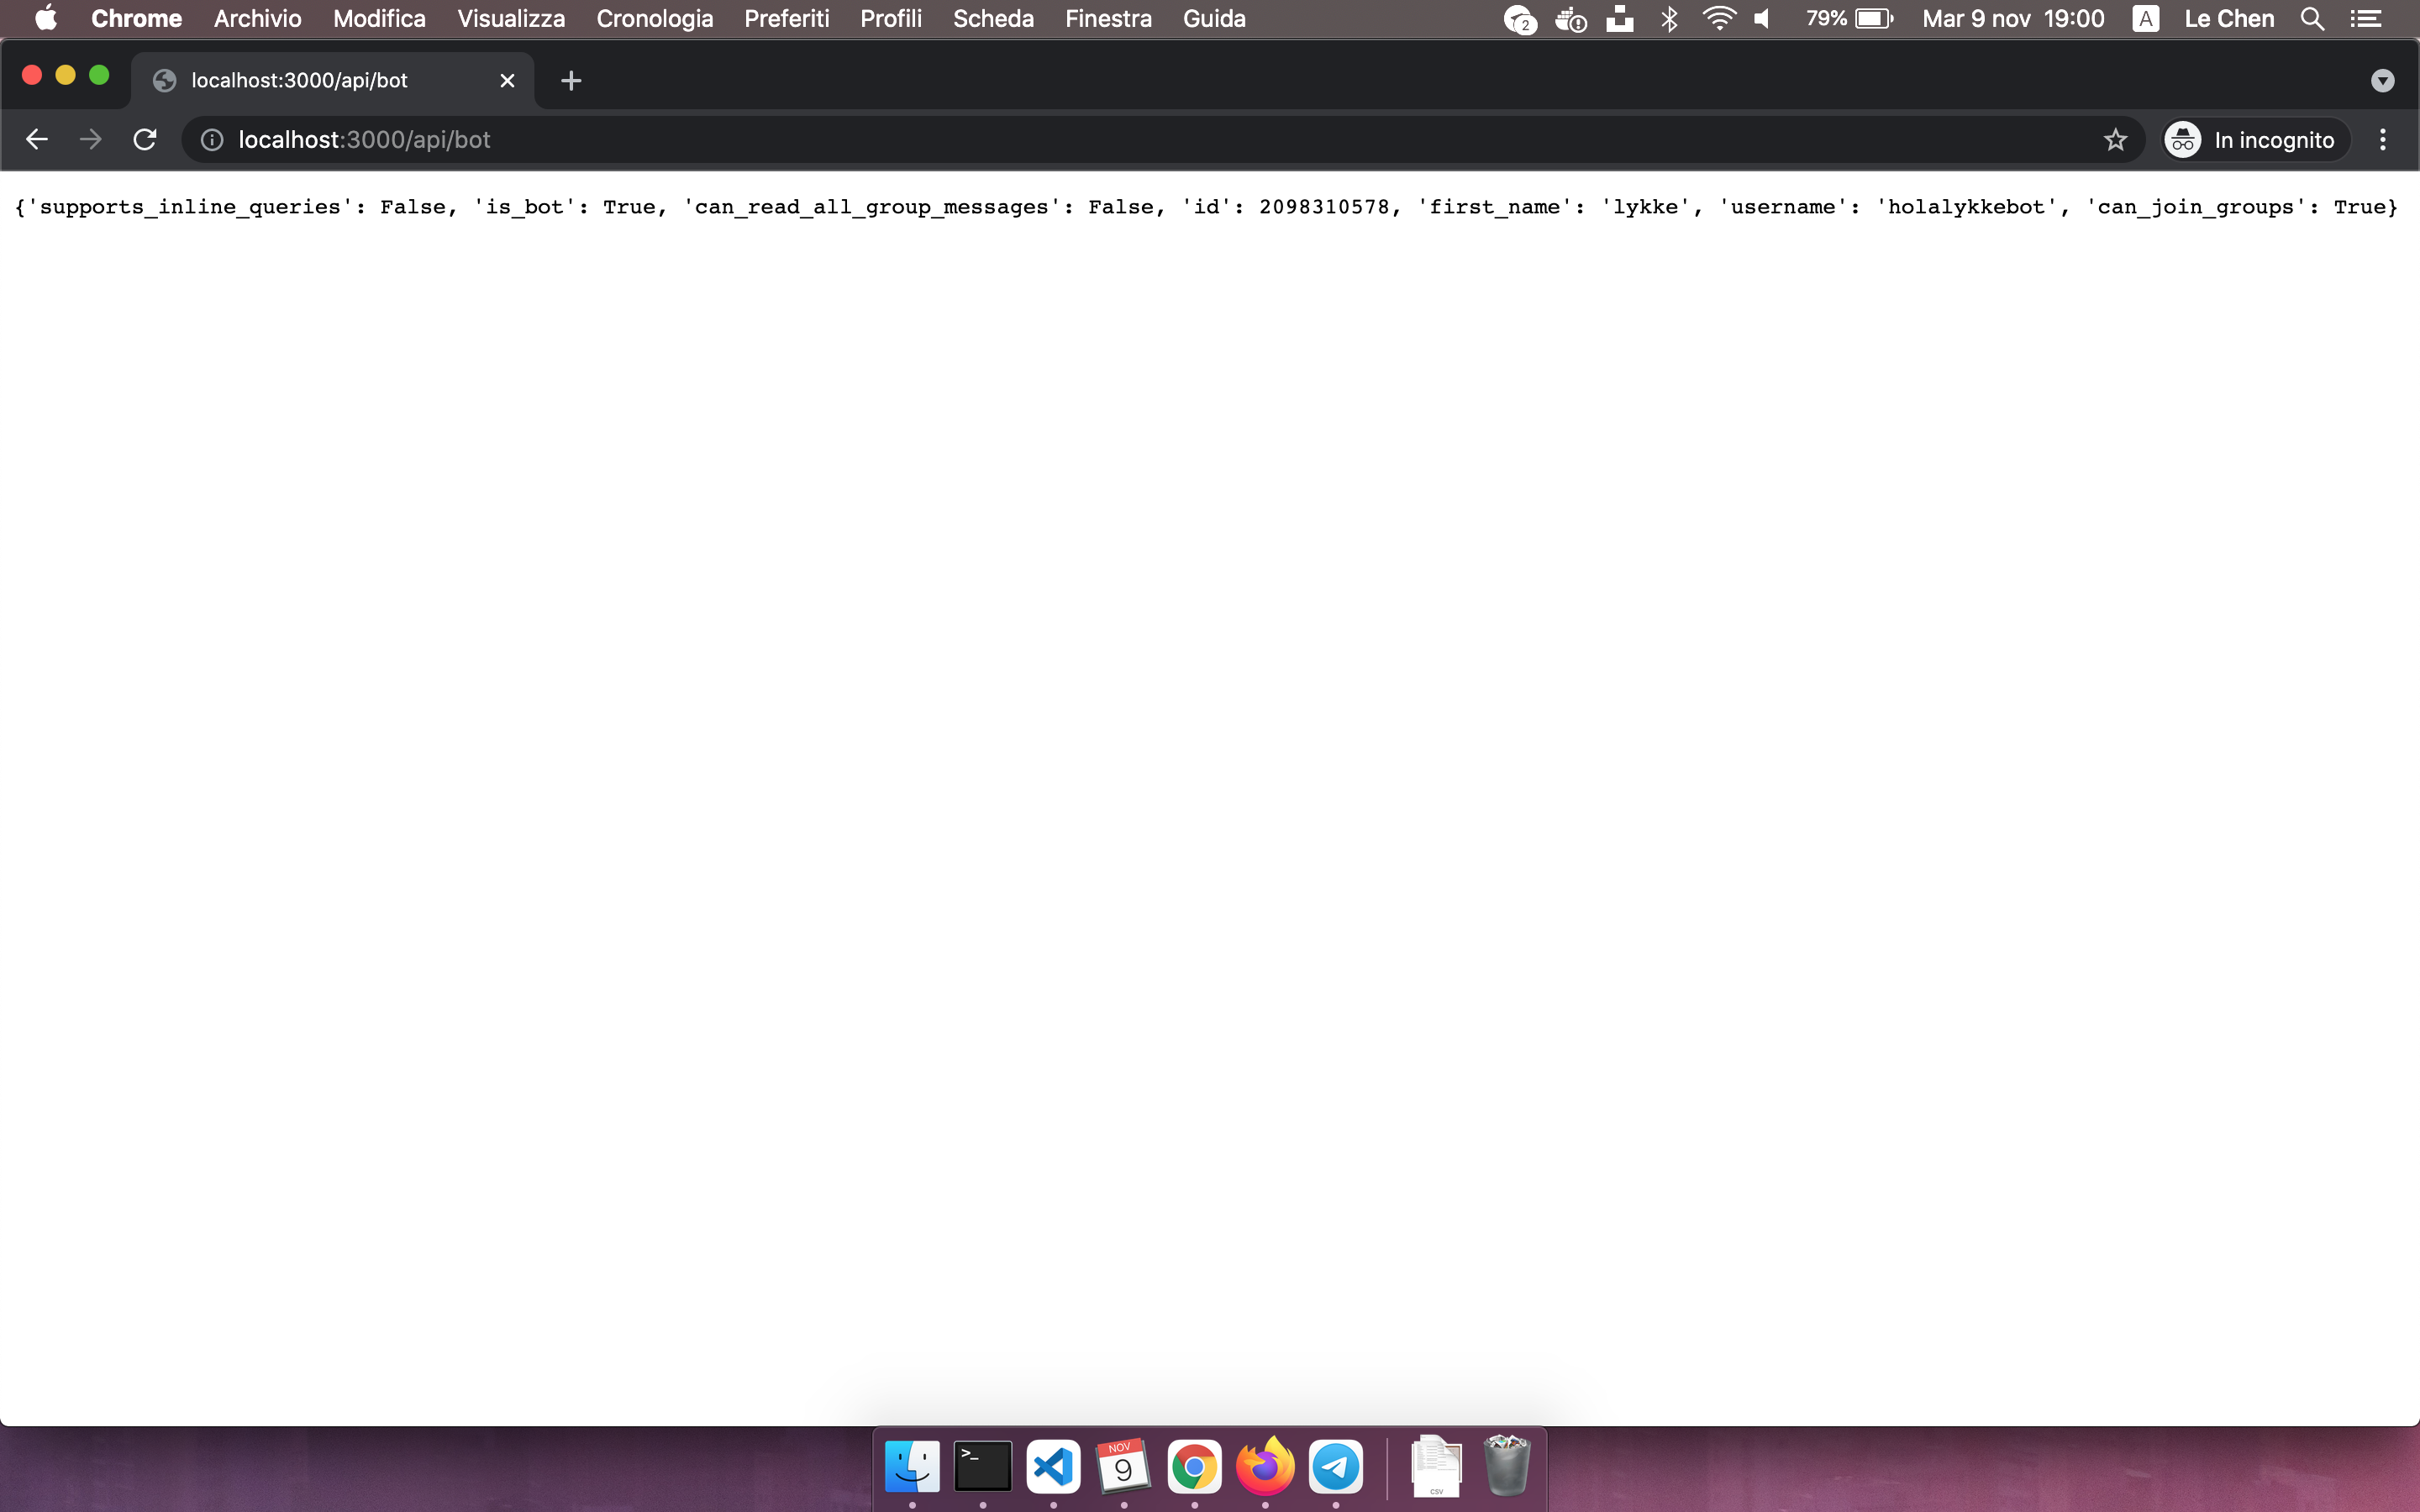 Chrome Archivio Modifica Visualizza Cronologia Preferiti Profili Scheda Finestra Guida 2 79% Mar 9 nov 19:00 A Le Chen
localhost:3000/api/bot
localhost:3000/api/bot In incognito
{'supports_inline_queries': False, 'is_bot': True, 'can_read_all_group_messages': False, 'id': 2098310578, 'first_name': 'lykke', 'username': 'holalykkebot', 'can_join_groups': True}
>_
NOV
9
CSV